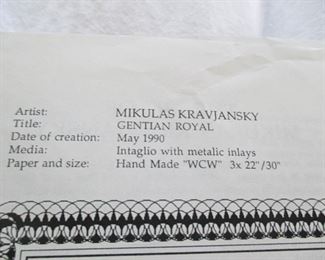 Artist: MIKULAS KRAVJANSKY
Title: GENTIAN ROYAL
Date of creation: May 1990
Media: Intaglio with metalic inlays
Paper and size: Hand Made "WCW" 3x 22"/30"